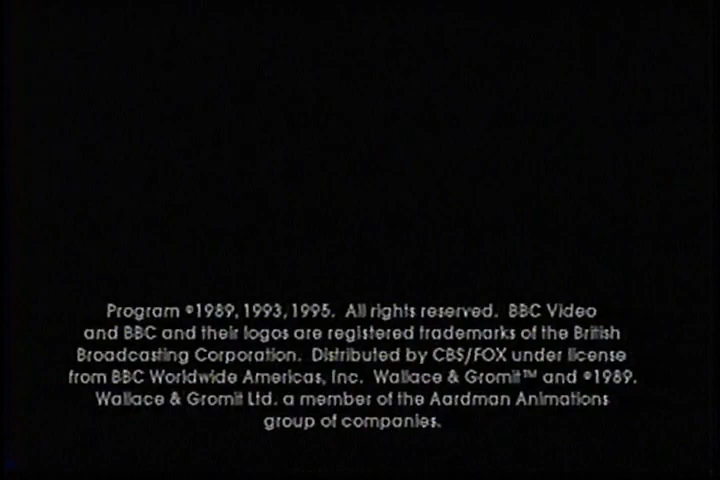 Program ©1989, 1993, 1995. All rights reserved. BBC Video
and BBC and their logos are registered trademarks of the British
Broadcasting Corporation. Distributed by CBS/FOX under license
from BBC Worldwide Americas, Inc. Wallace & Gromit™ and ©1989.
Wallace & Gromit Ltd. a member of the Aardman Animations
group of companies.